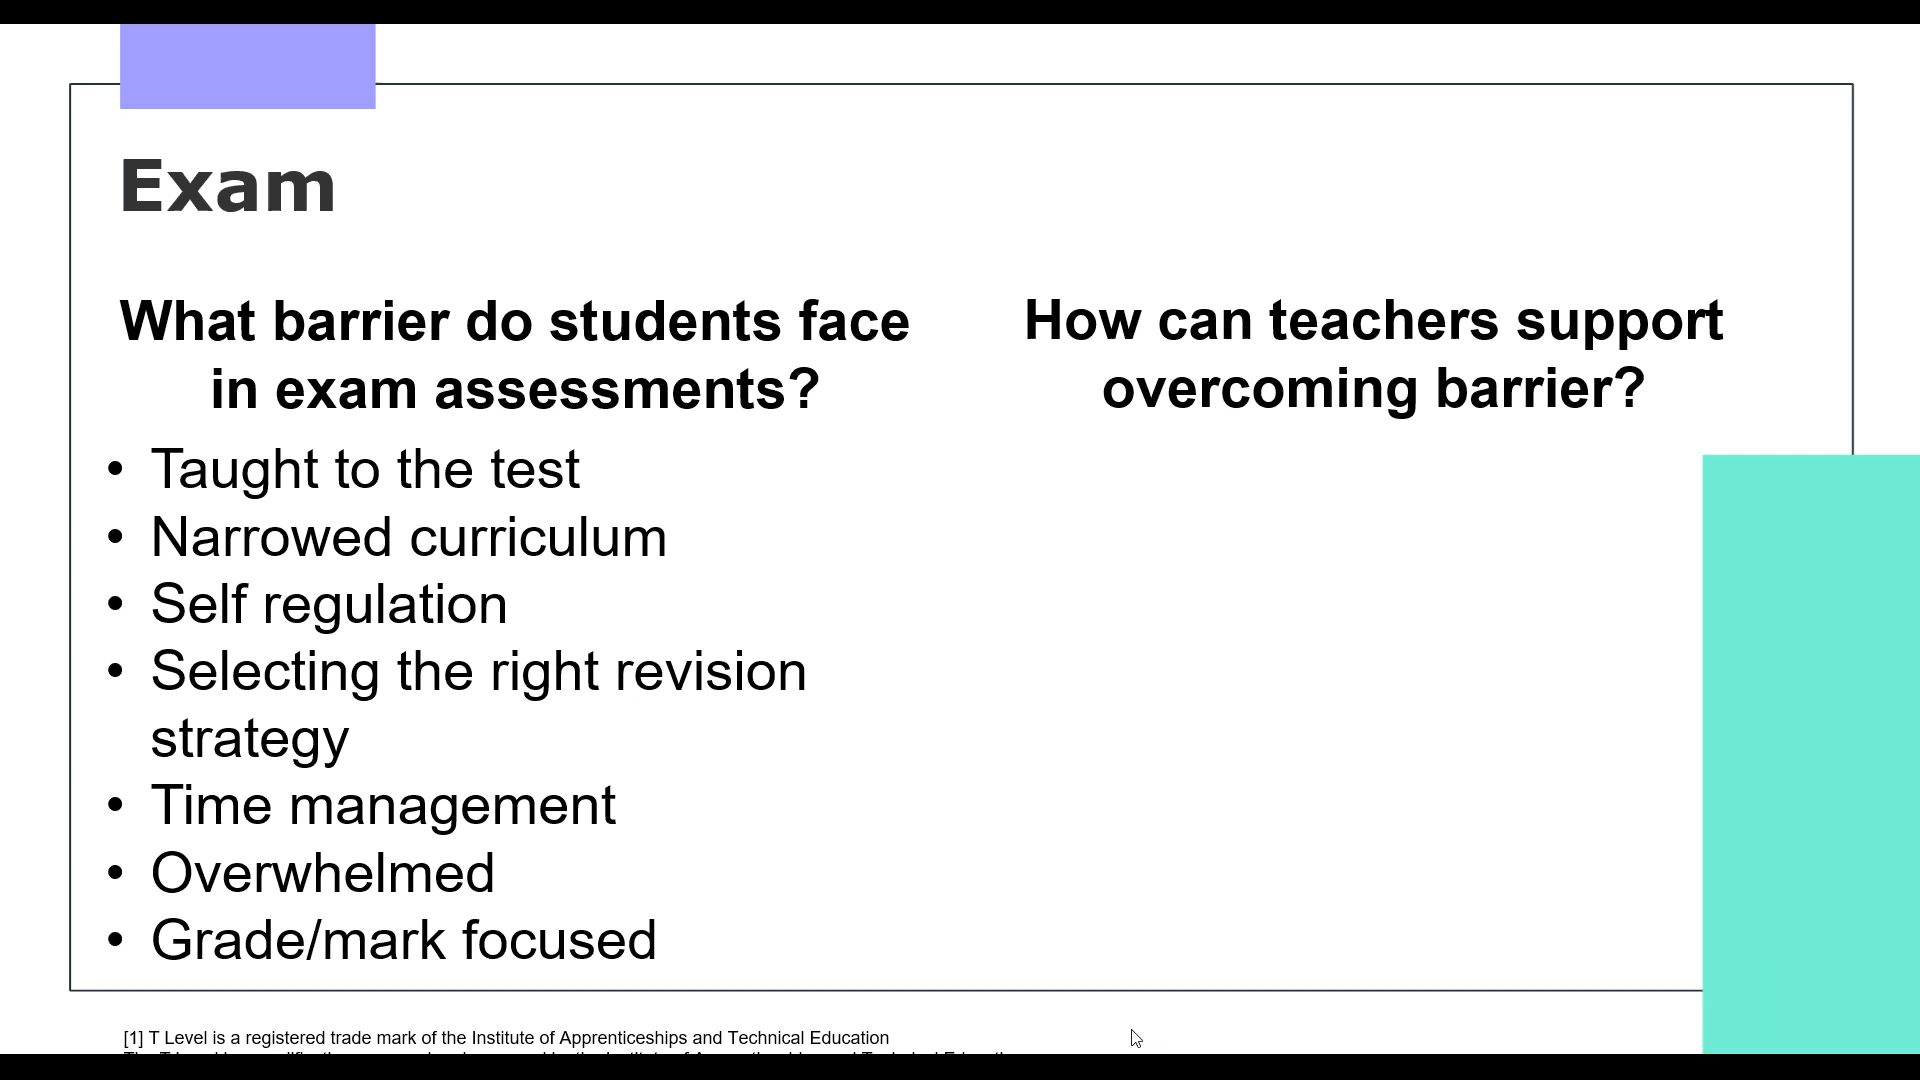 Exam
What barrier do students face
in exam assessments?
• Taught to the test
• Narrowed curriculum
• Self regulation
• Selecting the right revision
strategy
• Time management
• Overwhelmed
• Grade/mark focused
How can teachers support
overcoming barrier?
[1] T Level is a registered trade mark of the Institute of Apprenticeships and Technical Education